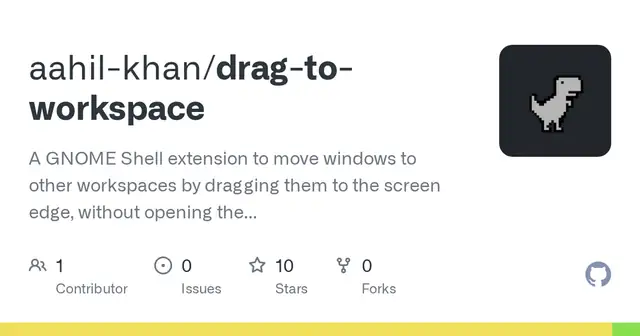 aahil-khan/drag-to-
workspace
A GNOME Shell extension to move windows to
other workspaces by dragging them to the screen
edge, without opening the...
1
Contributor
0
Issues
10
Stars
0
Forks